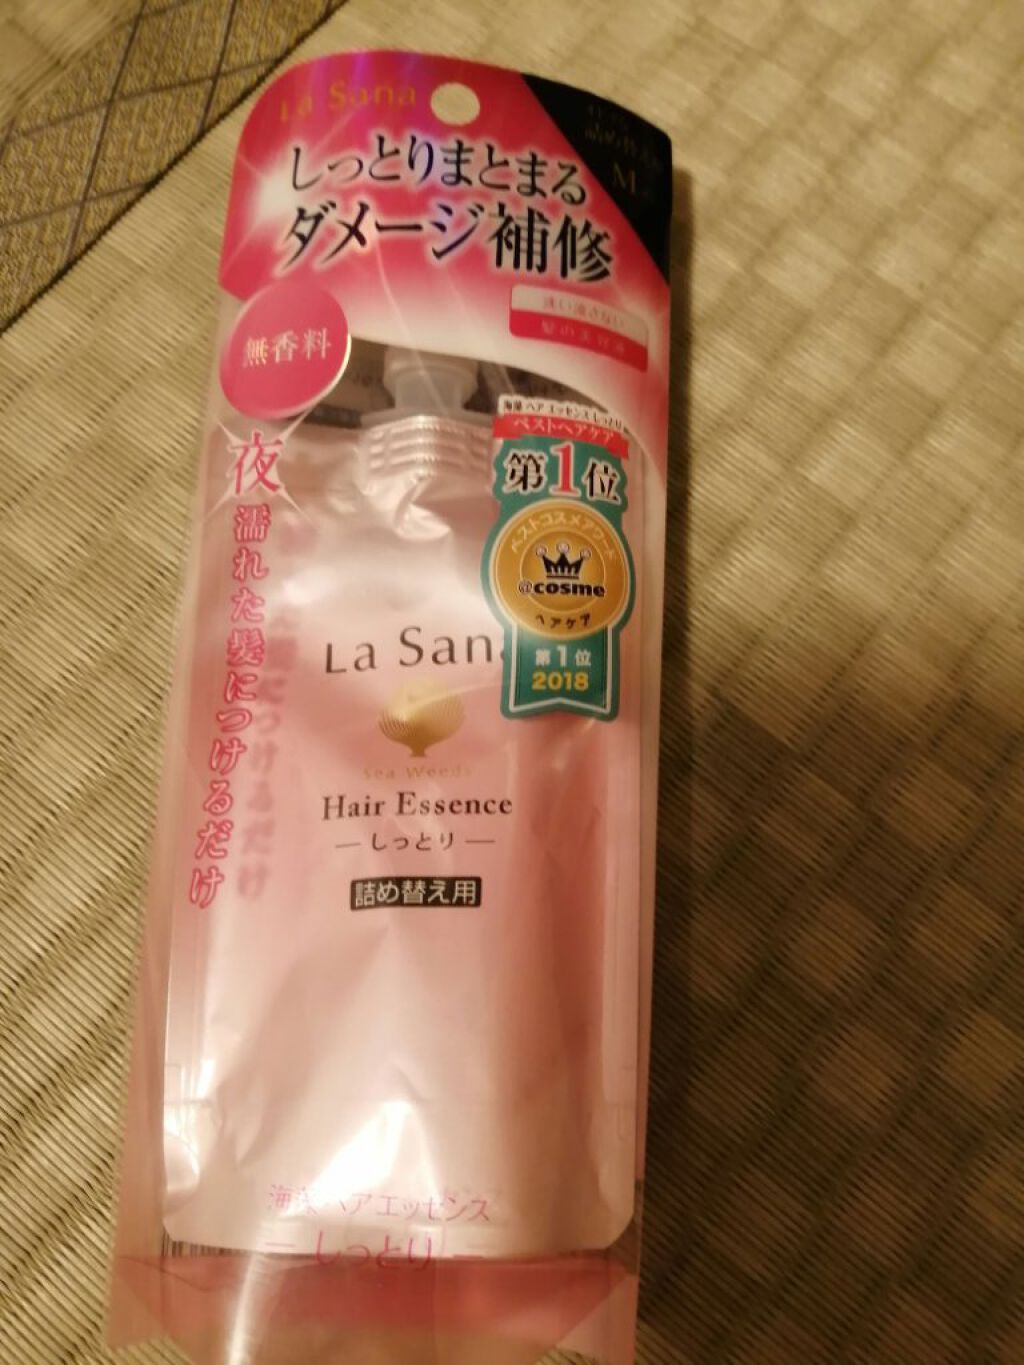 La Sana
しっとりまとまる
ダメージ補修
詰め替え用
M
洗い流さない
髪の美容液
無香料
海藻 ヘア エッセンス しっとり
ベストヘアケア
第1位
ベストコスメアワード
@cosme
ヘアケア
第1位
2018
夜
濡れた髪につけるだけ
La Sana
Sea Weeds
Hair Essence
— しっとり —
詰め替え用
海藻 ヘア エッセンス
— しっとり —